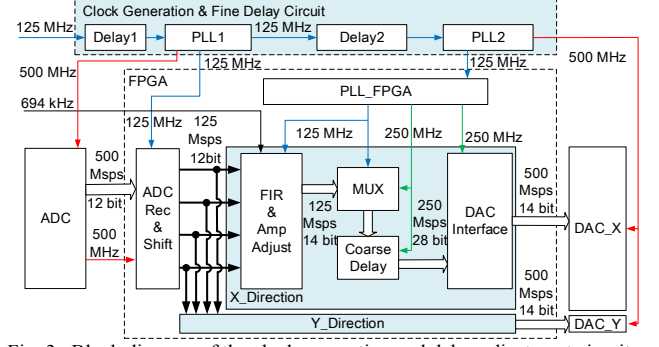 Clock Generation & Fine Delay Circuit
125 MHz
Delay1
PLL1
125 MHz
Delay2
PLL2
500 MHz
125 MHz
125 MHz
500 MHz
FPGA
PLL_FPGA
694 kHz
125 MHz
125
Msps
12bit
125 MHz
250 MHz
250 MHz
ADC
500
Msps
12 bit
500
MHz
ADC
Rec
&
Shift
FIR
&
Amp
Adjust
125
Msps
14 bit
MUX
Coarse
Delay
250
Msps
28 bit
DAC
Interface
500
Msps
14 bit
DAC_X
X_Direction
500
Msps
14 bit
Y_Direction
DAC_Y